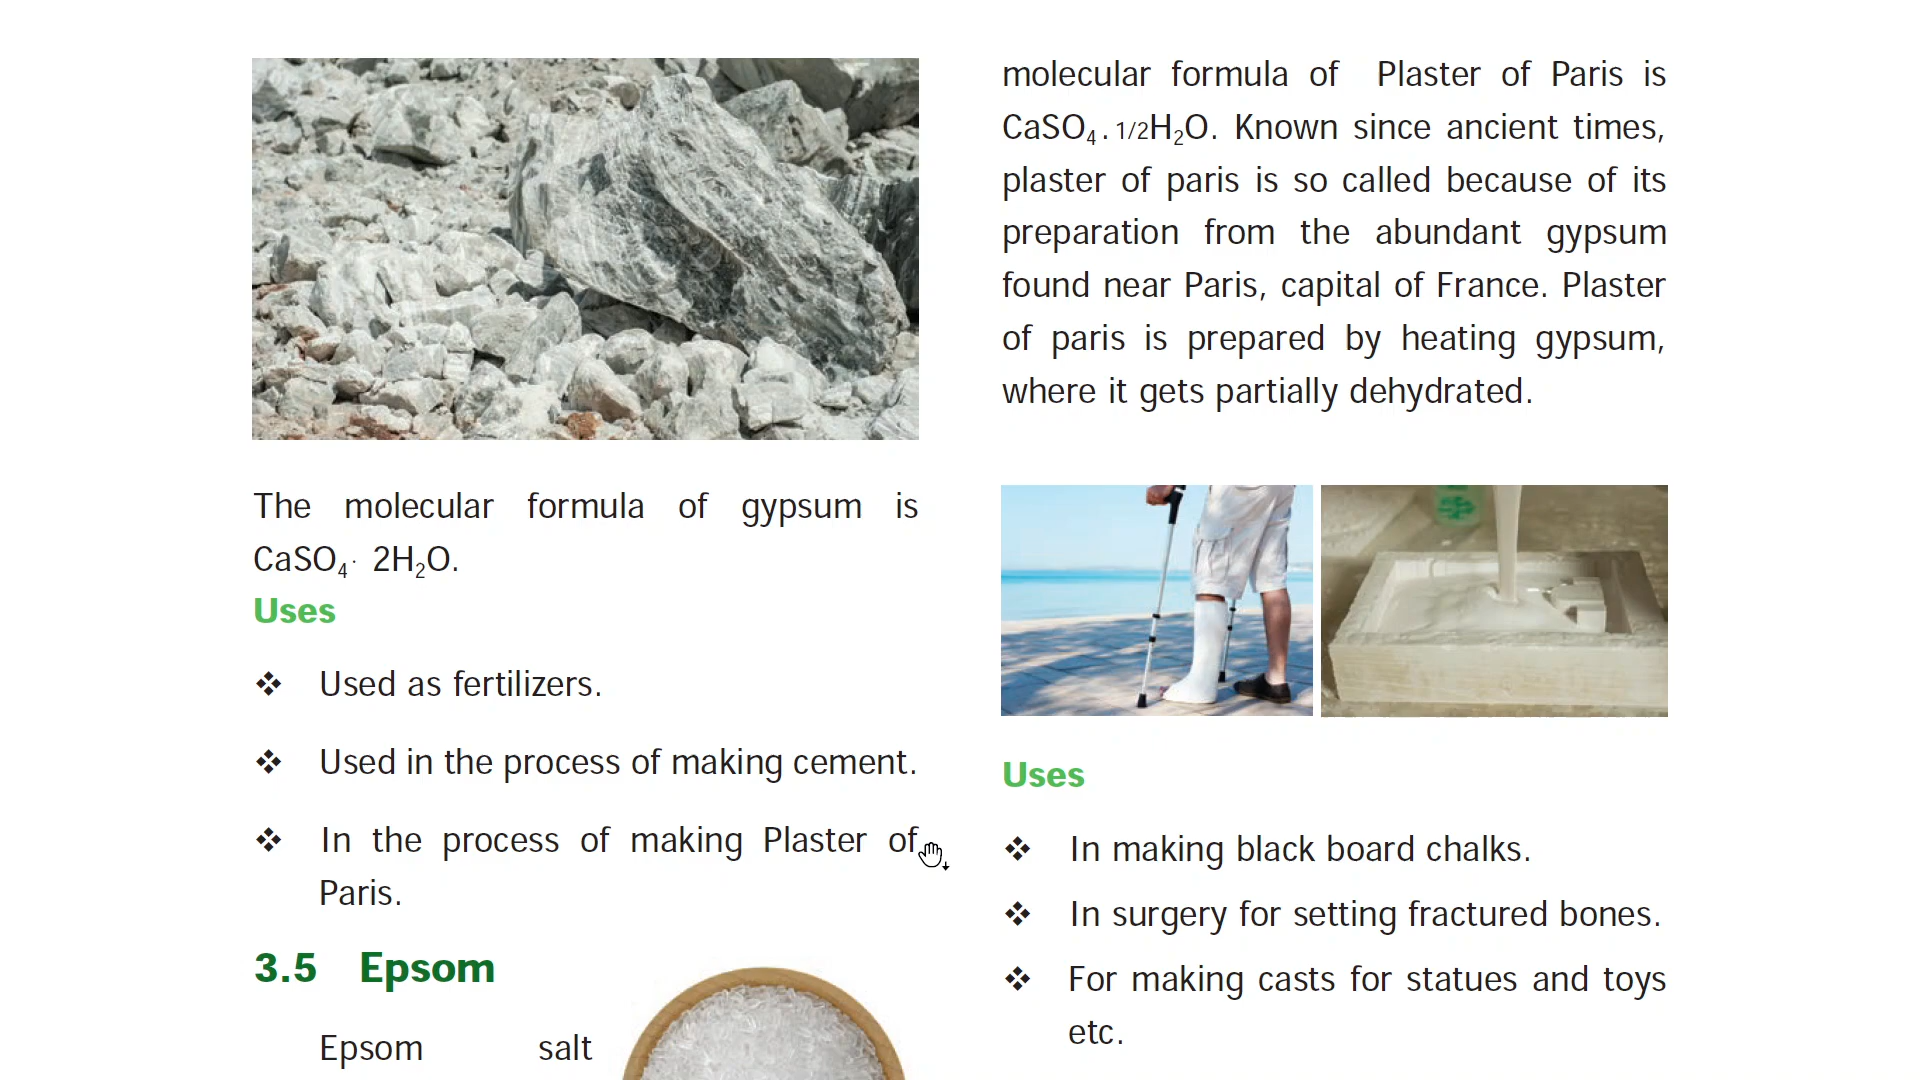 The molecular formula of gypsum is
CaSO₄· 2H₂O.
Uses
❖ Used as fertilizers.
❖ Used in the process of making cement.
❖ In the process of making Plaster of
Paris.
3.5 Epsom
Epsom salt
molecular formula of Plaster of Paris is
CaSO₄. 1/2H₂O. Known since ancient times,
plaster of paris is so called because of its
preparation from the abundant gypsum
found near Paris, capital of France. Plaster
of paris is prepared by heating gypsum,
where it gets partially dehydrated.
Uses
❖ In making black board chalks.
❖ In surgery for setting fractured bones.
❖ For making casts for statues and toys
etc.